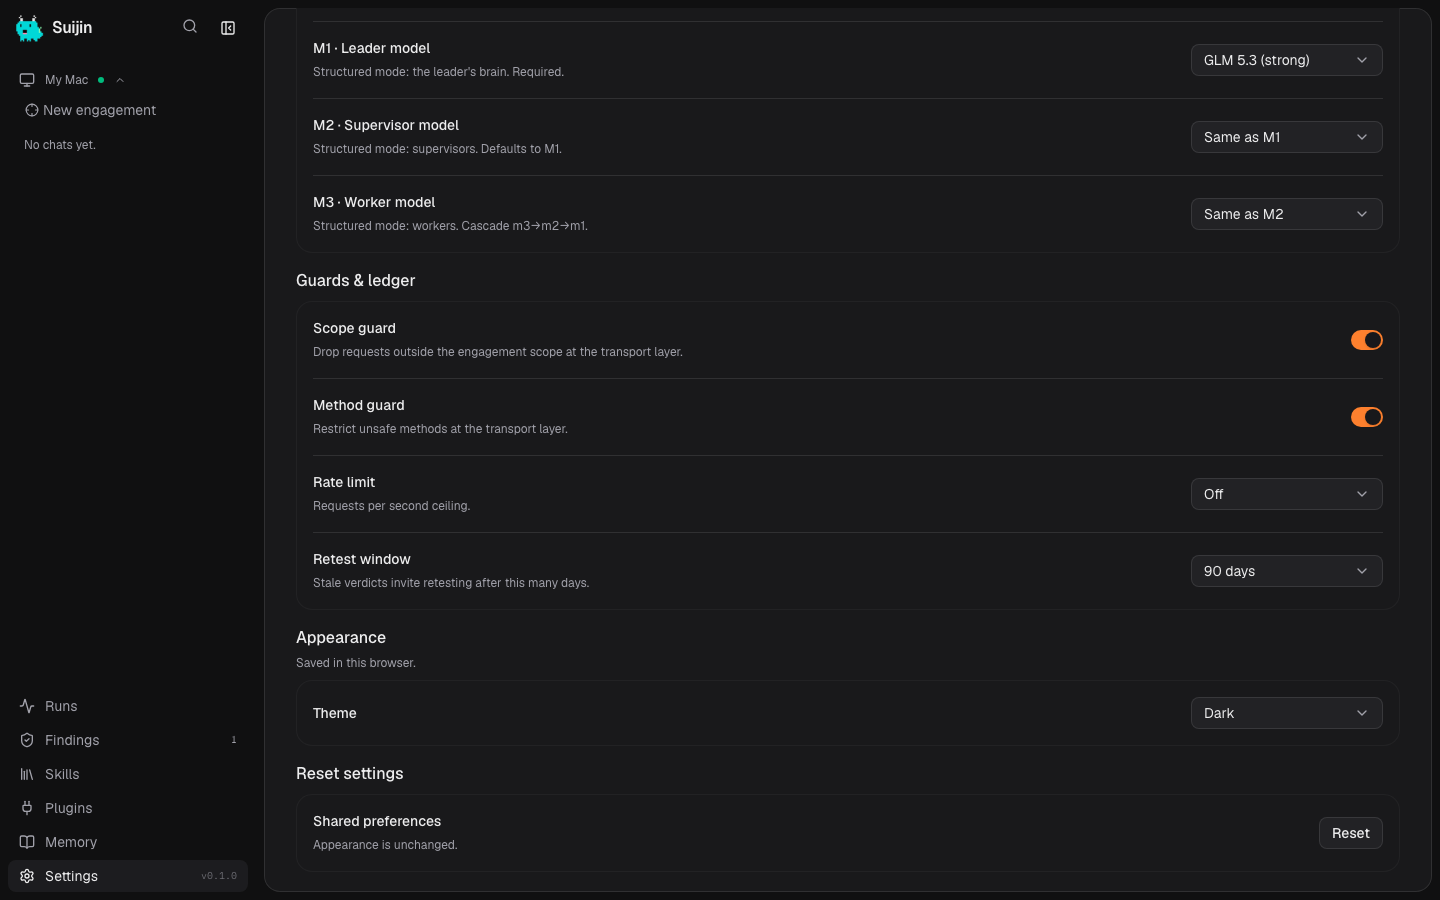 Suijin
My Mac
New engagement
No chats yet.
Runs
Findings 1
Skills
Plugins
Memory
Settings v0.1.0
M1 · Leader model
Structured mode: the leader's brain. Required.
GLM 5.3 (strong)
M2 · Supervisor model
Structured mode: supervisors. Defaults to M1.
Same as M1
M3 · Worker model
Structured mode: workers. Cascade m3→m2→m1.
Same as M2
Guards & ledger
Scope guard
Drop requests outside the engagement scope at the transport layer.
Method guard
Restrict unsafe methods at the transport layer.
Rate limit
Requests per second ceiling.
Off
Retest window
Stale verdicts invite retesting after this many days.
90 days
Appearance
Saved in this browser.
Theme
Dark
Reset settings
Shared preferences
Appearance is unchanged.
Reset